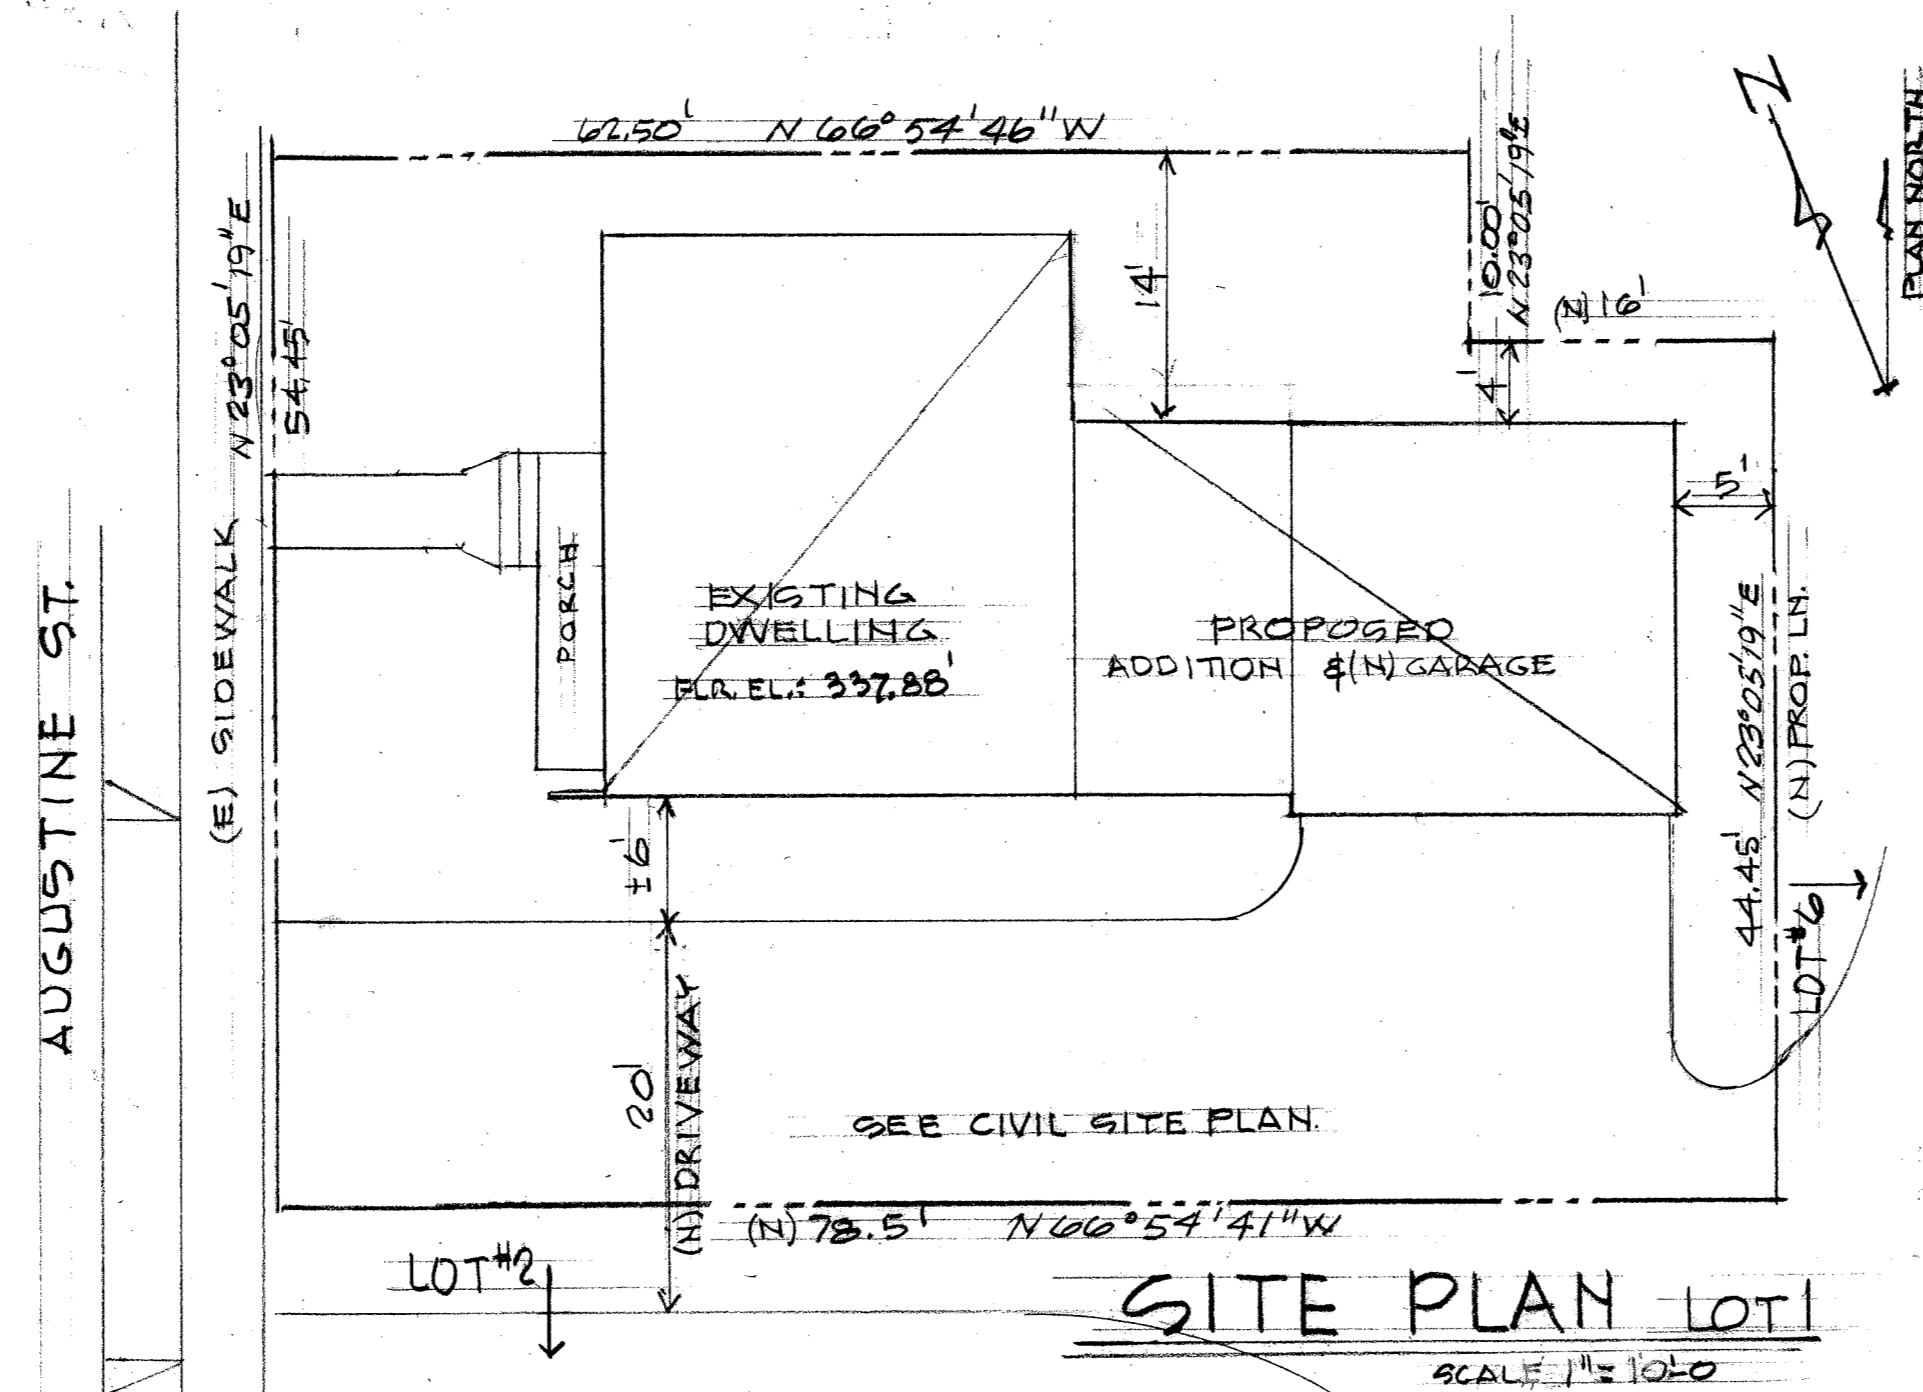 62.50' N 66° 54' 46" W
PLAN NORTH
N
10.00'
N 23° 05' 19" E
(N) 16'
N 23° 05' 19" E
54.45'
14'
4'
5'
(E) SIDEWALK
AUGUSTINE ST.
PORCH
EXISTING
DWELLING
FLR. EL.: 337.88'
PROPOSED
ADDITION &(N) GARAGE
44.45' N 23° 05' 19" E
(N) PROP. LN.
LOT #6
±6'
20'
(N) DRIVEWAY
SEE CIVIL SITE PLAN.
(N) 78.5' N 66° 54' 41" W
LOT #2
SITE PLAN LOT 1
SCALE 1" = 10'-0